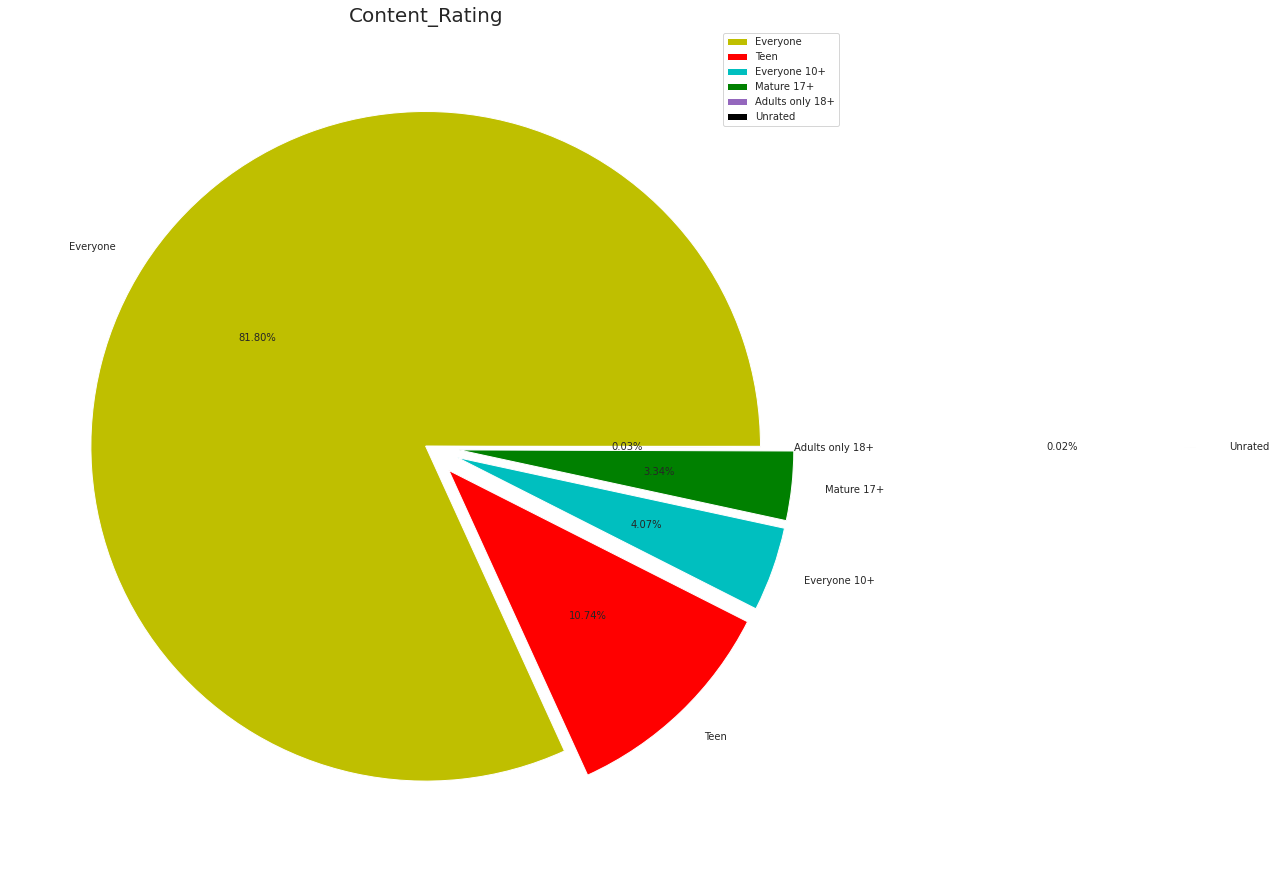 Content_Rating
Everyone
Teen
Everyone 10+
Mature 17+
Adults only 18+
Unrated
Everyone
81.80%
0.03%
Adults only 18+
0.02%
Unrated
3.34%
Mature 17+
4.07%
Everyone 10+
10.74%
Teen